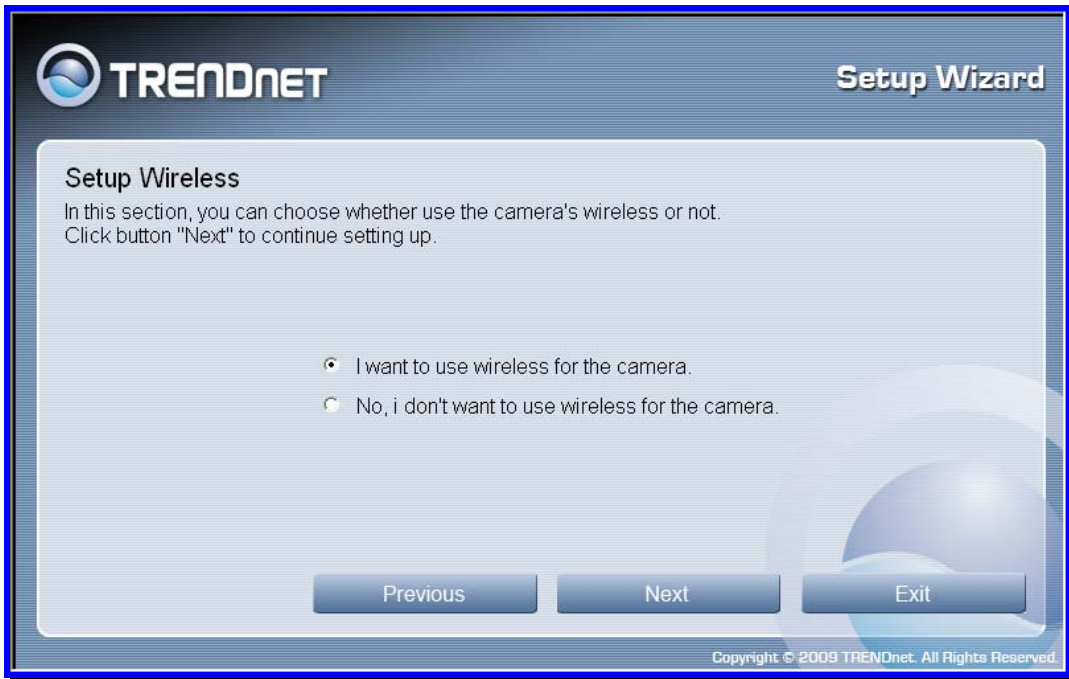 TRENDNET
Setup Wizard
Setup Wireless
In this section, you can choose whether use the camera's wireless or not.
Click button "Next" to continue setting up.
I want to use wireless for the camera.
No, i don't want to use wireless for the camera.
Previous
Next
Exit
Copyright © 2009 TRENDnet. All Rights Reserved.